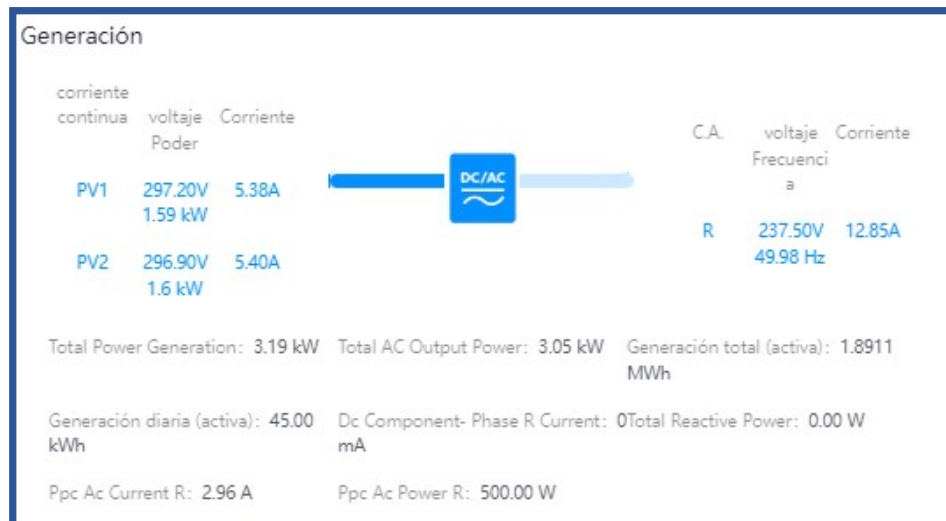 Generación
corriente
continua voltaje Corriente
Poder
C.A. voltaje Corriente
Frecuenci
a
PV1 297.20V 5.38A
1.59 kW
DC/AC
R 237.50V 12.85A
49.98 Hz
PV2 296.90V 5.40A
1.6 kW
Total Power Generation: 3.19 kW Total AC Output Power: 3.05 kW Generación total (activa): 1.8911
MWh
Generación diaria (activa): 45.00 Dc Component- Phase R Current: 0Total Reactive Power: 0.00 W
kWh mA
Ppc Ac Current R: 2.96 A Ppc Ac Power R: 500.00 W